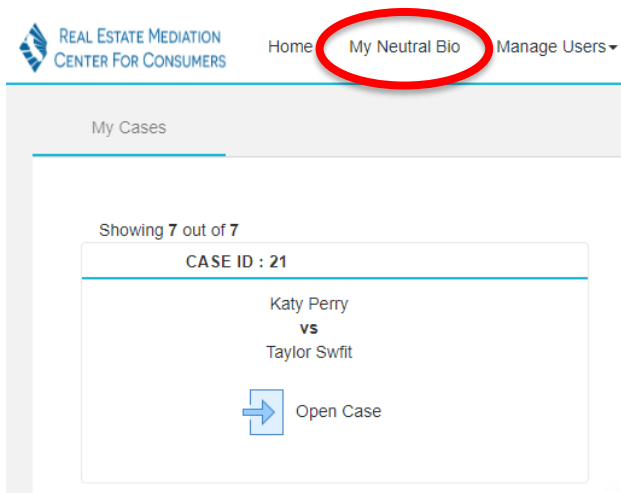 REAL ESTATE MEDIATION
CENTER FOR CONSUMERS
Home My Neutral Bio Manage Users
My Cases
Showing 7 out of 7
CASE ID : 21
Katy Perry
vs
Taylor Swfit
Open Case